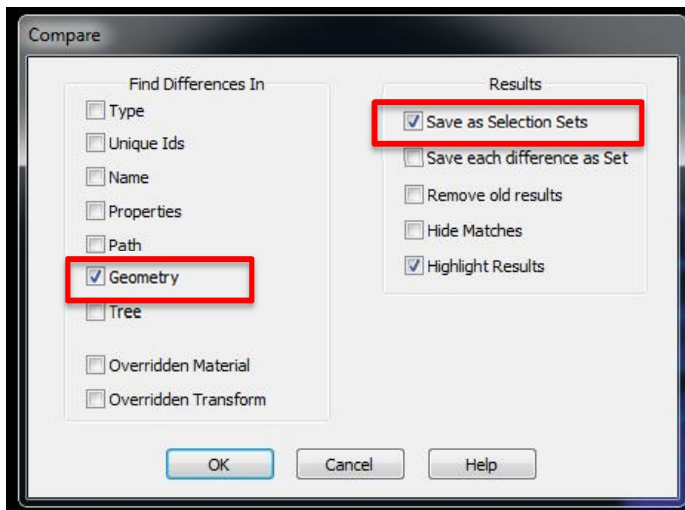 Compare
Find Differences In
Type
Unique Ids
Name
Properties
Path
Geometry
Tree
Overridden Material
Overridden Transform
Results
Save as Selection Sets
Save each difference as Set
Remove old results
Hide Matches
Highlight Results
OK
Cancel
Help